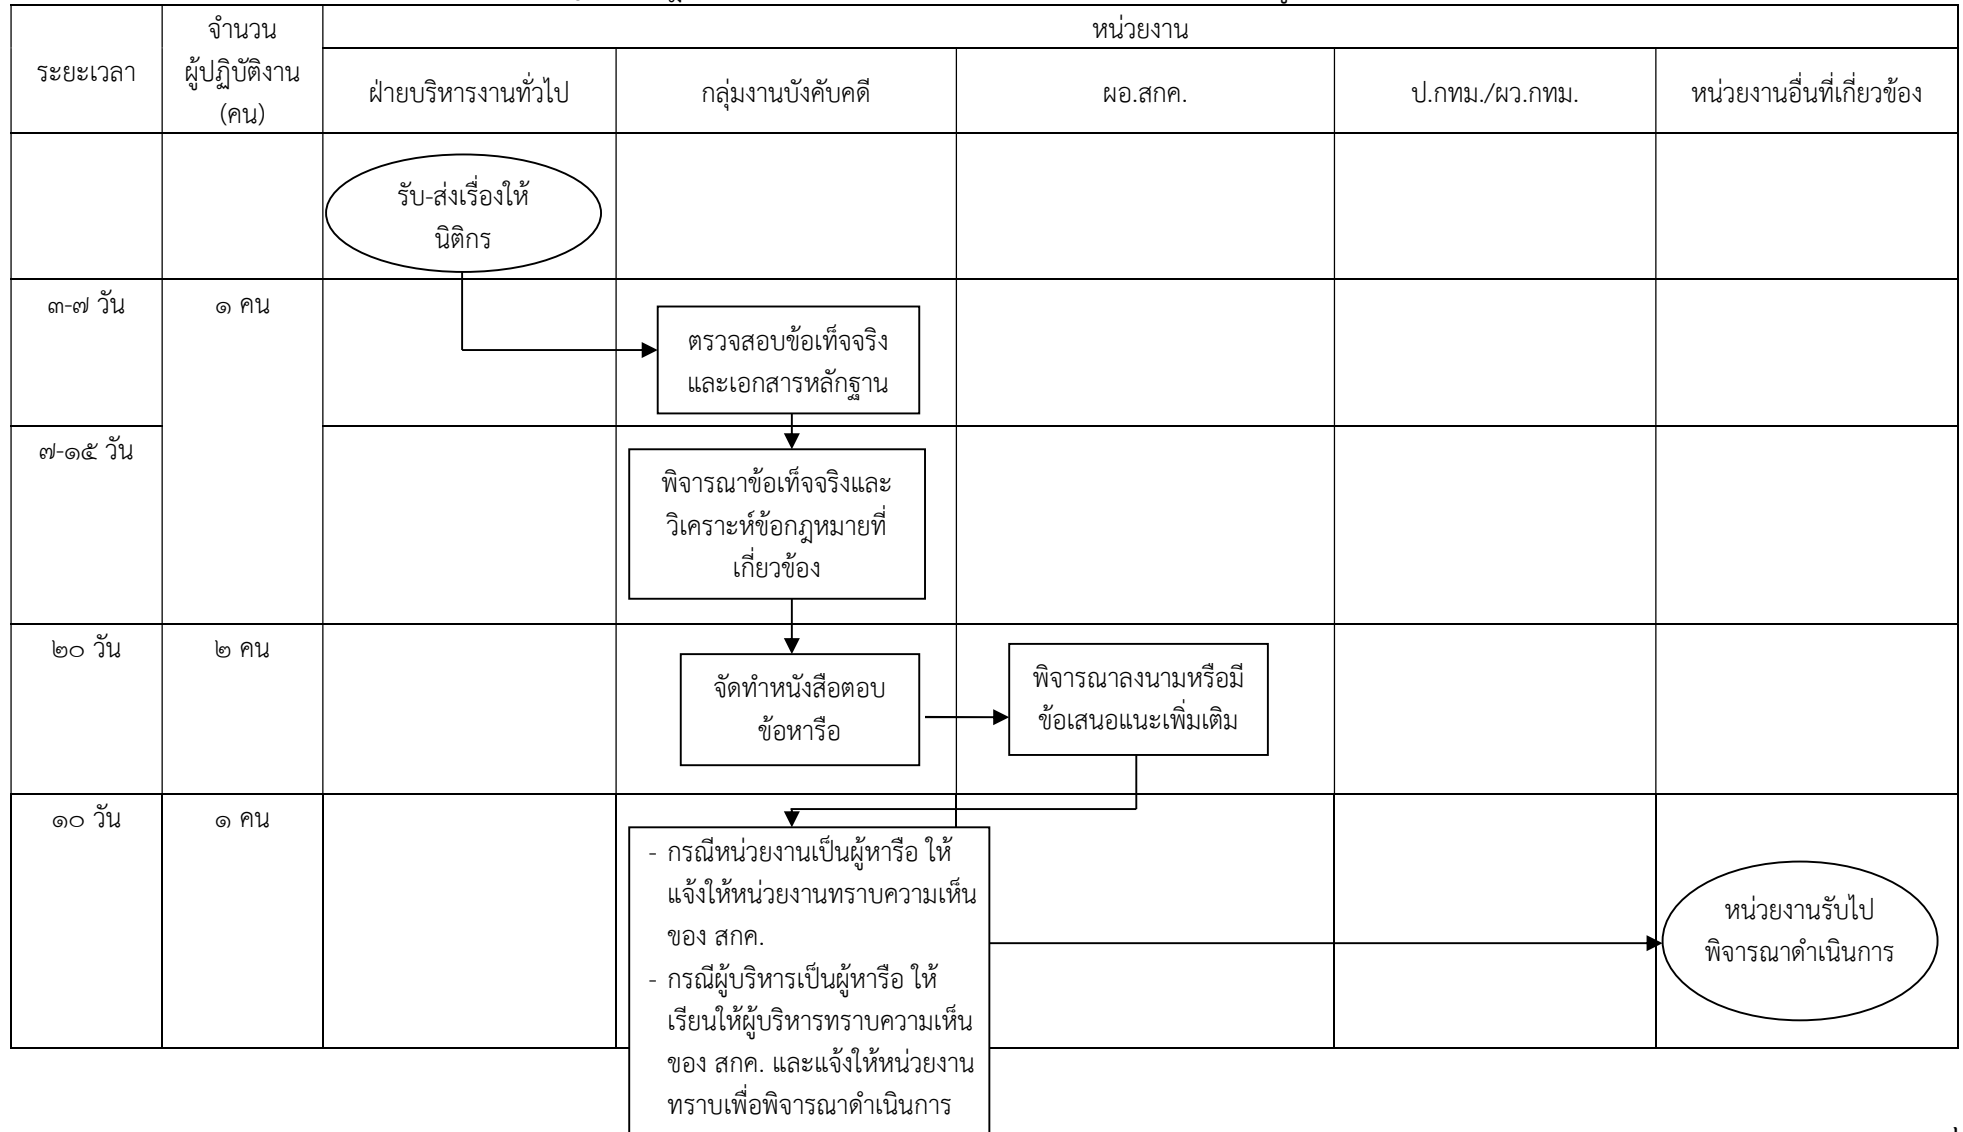 หน่วยงาน
จำนวน
ผู้ปฏิบัติงาน
(คน)
ระยะเวลา
ฝ่ายบริหารงานทั่วไป
กลุ่มงานบังคับคดี
ผอ.สกค.
ป.กทม./ผว.กทม.
หน่วยงานอื่นที่เกี่ยวข้อง
รับ-ส่งเรื่องให้
นิติกร
๓-๗ วัน
๑ คน
ตรวจสอบข้อเท็จจริง
และเอกสารหลักฐาน
๗-๑๕ วัน
พิจารณาข้อเท็จจริงและ
วิเคราะห์ข้อกฎหมายที่
เกี่ยวข้อง
๒๐ วัน
๒ คน
จัดทำหนังสือตอบ
ข้อหารือ
พิจารณาลงนามหรือมี
ข้อเสนอแนะเพิ่มเติม
๑๐ วัน
๑ คน
- กรณีหน่วยงานเป็นผู้หารือ ให้
แจ้งให้หน่วยงานทราบความเห็น
ของ สกค.
- กรณีผู้บริหารเป็นผู้หารือ ให้
เรียนให้ผู้บริหารทราบความเห็น
ของ สกค. และแจ้งให้หน่วยงาน
ทราบเพื่อพิจารณาดำเนินการ
หน่วยงานรับไป
พิจารณาดำเนินการ